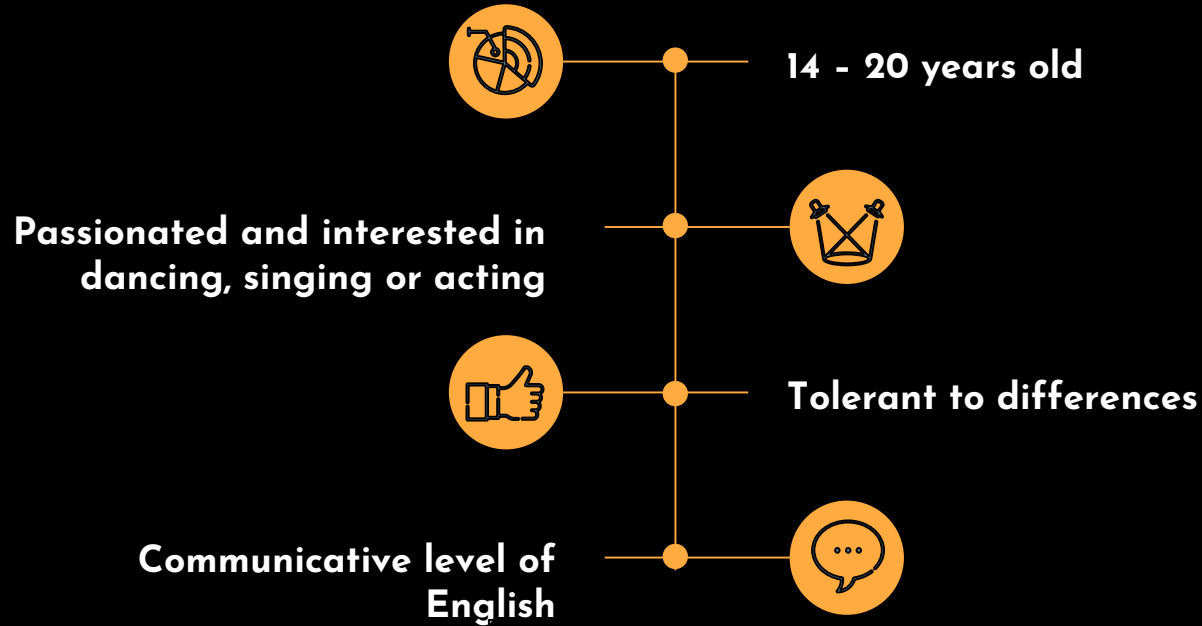 14 – 20 years old
Passionated and interested in
dancing, singing or acting
Tolerant to differences
Communicative level of
English